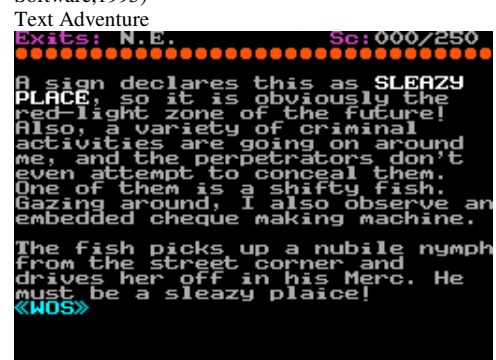 Software,1993)
Text Adventure
Exits: N.E. Sc:000/250
A sign declares this as SLEAZY
PLACE, so it is obviously the
red-light zone of the future!
Also, a variety of criminal
activities are going on around
me, and the perpetrators don't
even attempt to conceal them.
One of them is a shifty fish.
Gazing around, I also observe an
embedded cheque making machine.
The fish picks up a nubile nymph
from the street corner and
drives her off in his Merc. He
must be a sleazy plaice!
«WOS»